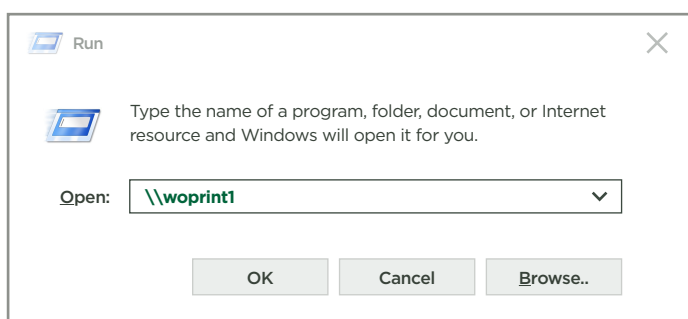 Run
Type the name of a program, folder, document, or Internet
resource and Windows will open it for you.
Open: \\woprint1
OK Cancel Browse..